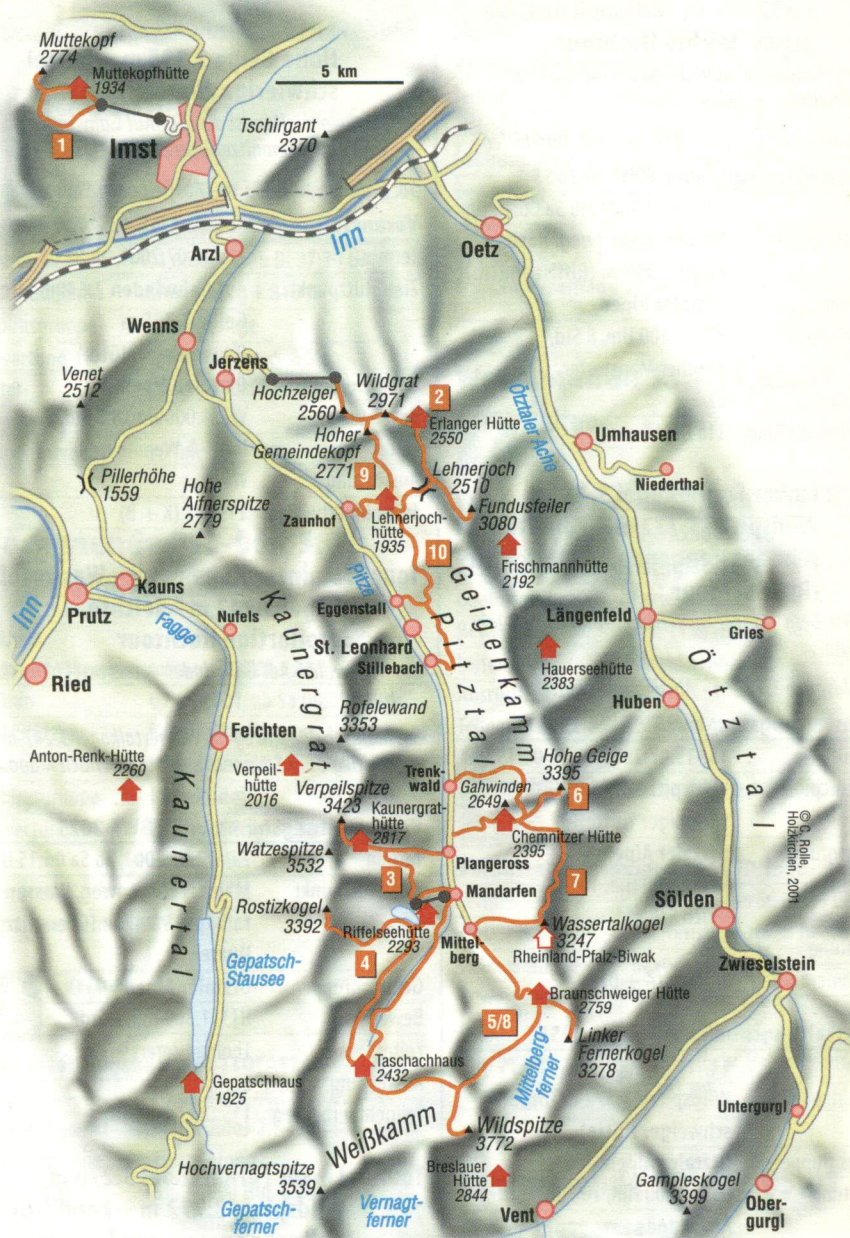 Muttekopf
2774
Muttekopfhütte
1934
5 km
1
Imst
Tschirgant
2370
Inn
Arzl
Oetz
Wenns
Jerzens
Venet
2512
Hochzeiger
2560
Wildgrat
2971
2
Erlanger Hütte
2550
Ötztaler Ache
Umhausen
Niederthai
Hoher
Gemeindekopf
2771
9
Lehnerjoch
2510
Pillerhöhe
1559
Hohe
Aifnerspitze
2779
Zaunhof
Lehnerjoch-
hütte
1935
Fundusfeiler
3080
10
Frischmannhütte
2192
Kauns
Prutz
Inn
Fagge
Nufels
Pitze
Eggenstall
St. Leonhard
Stillebach
Geigenkamm
Pitztal
Kaunergrat
Längenfeld
Gries
Hauerseehütte
2383
Ried
Huben
Ötztal
Rofelewand
3353
Feichten
Anton-Renk-Hütte
2260
Verpeil-
hütte
2016
Kaunertal
Trenk-
wald
Hohe Geige
3395
Gahwinden
2649
6
Verpeilspitze
3423
Kaunergrat-
hütte
2817
Chemnitzer Hütte
2395
© C. Rolle,
Holzkirchen, 2001
Watzespitze
3532
Plangeross
3
Mandarfen
7
Sölden
Rostizkogel
3392
Riffelseehütte
2293
Mittel-
berg
Wassertalkogel
3247
Rheinland-Pfalz-Biwak
4
Gepatsch-
Stausee
Zwieselstein
Braunschweiger Hütte
2759
5/8
Linker
Fernerkogel
3278
Mittelberg-
ferner
Taschachhaus
2432
Gepatschhaus
1925
Untergurgl
Weißkamm
Wildspitze
3772
Hochvernagtspitze
3539
Breslauer
Hütte
2844
Gampleskogel
3399
Gepatsch-
ferner
Vernagt-
ferner
Vent
Ober-
gurgl